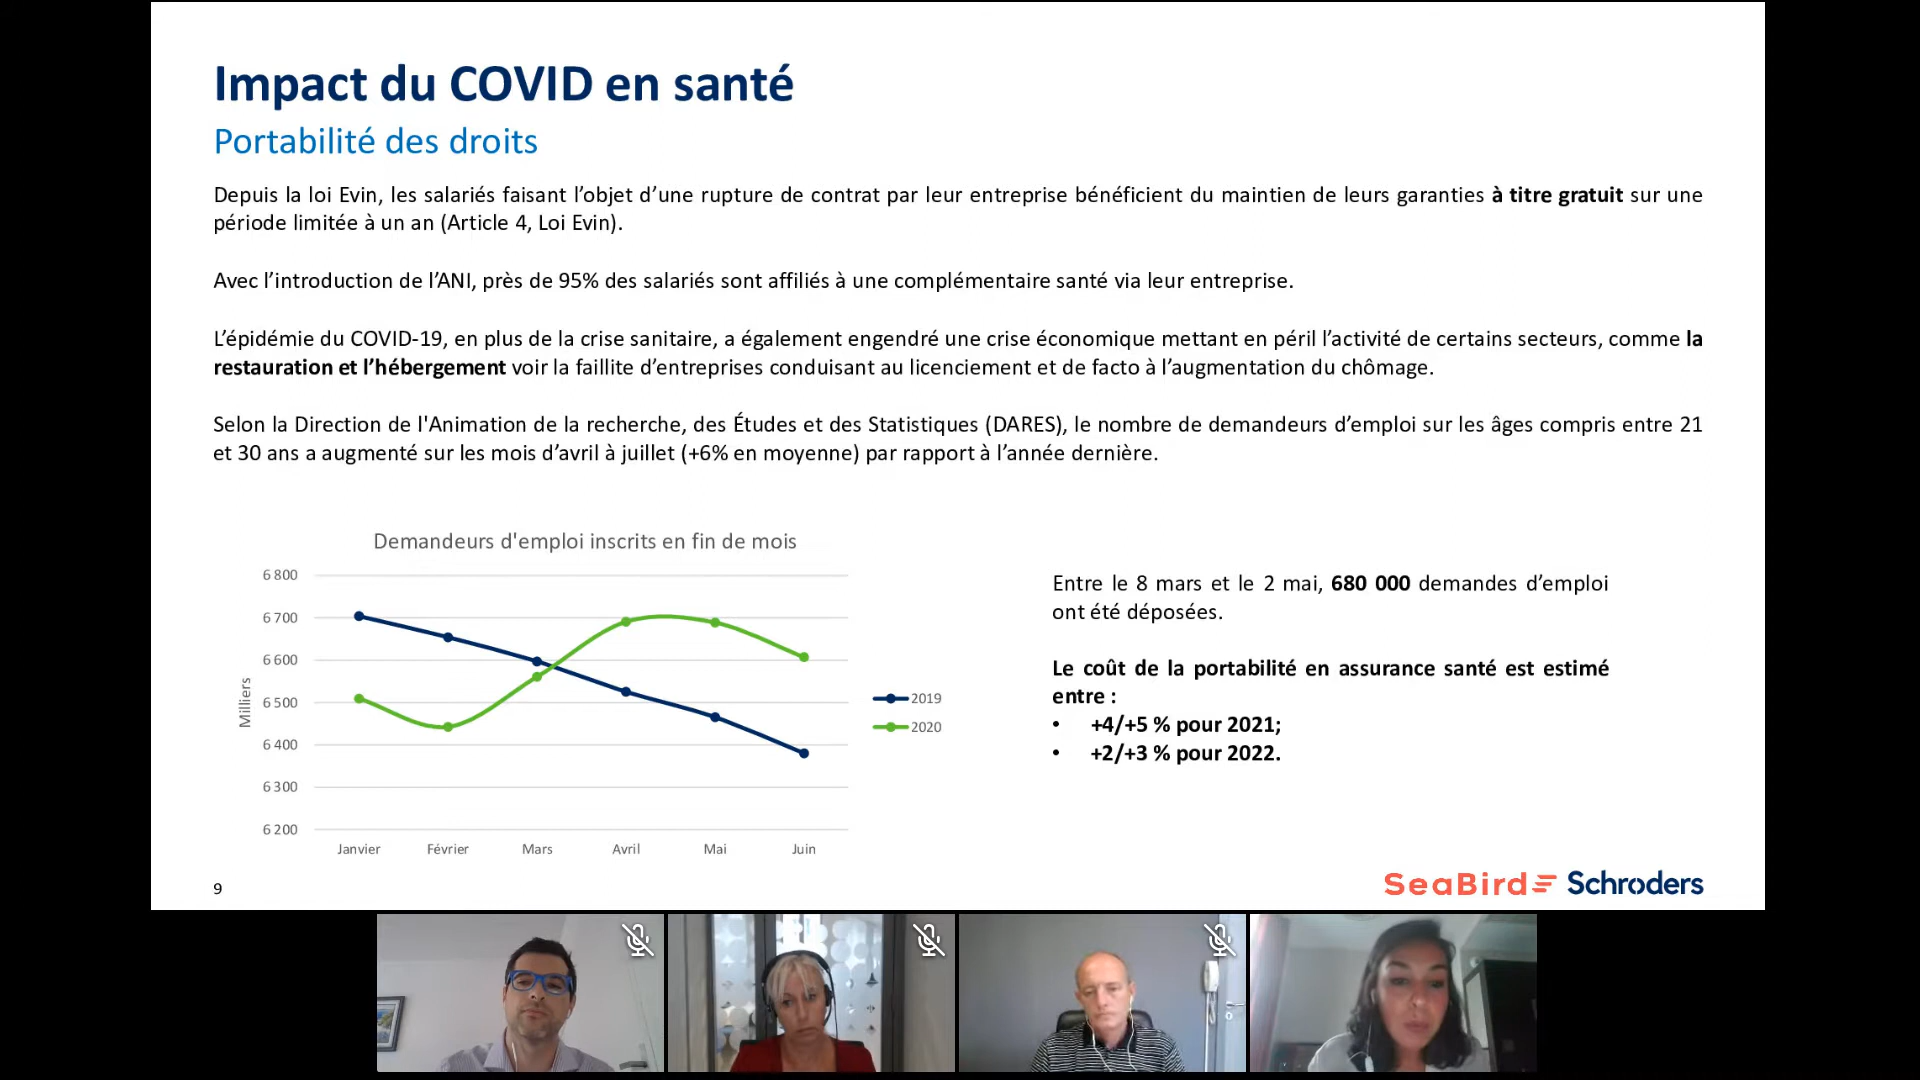 Impact du COVID en santé
Portabilité des droits
Depuis la loi Evin, les salariés faisant l’objet d’une rupture de contrat par leur entreprise bénéficient du maintien de leurs garanties à titre gratuit sur une
période limitée à un an (Article 4, Loi Evin).
Avec l’introduction de l’ANI, près de 95% des salariés sont affiliés à une complémentaire santé via leur entreprise.
L’épidémie du COVID-19, en plus de la crise sanitaire, a également engendré une crise économique mettant en péril l’activité de certains secteurs, comme la
restauration et l’hébergement voir la faillite d’entreprises conduisant au licenciement et de facto à l’augmentation du chômage.
Selon la Direction de l'Animation de la recherche, des Études et des Statistiques (DARES), le nombre de demandeurs d’emploi sur les âges compris entre 21
et 30 ans a augmenté sur les mois d’avril à juillet (+6% en moyenne) par rapport à l’année dernière.
Demandeurs d'emploi inscrits en fin de mois
6 800
6 700
6 600
6 500
6 400
6 300
6 200
Milliers
Janvier Février Mars Avril Mai Juin
2019
2020
Entre le 8 mars et le 2 mai, 680 000 demandes d’emploi
ont été déposées.
Le coût de la portabilité en assurance santé est estimé
entre :
• +4/+5 % pour 2021;
• +2/+3 % pour 2022.
9
SeaBird Schroders